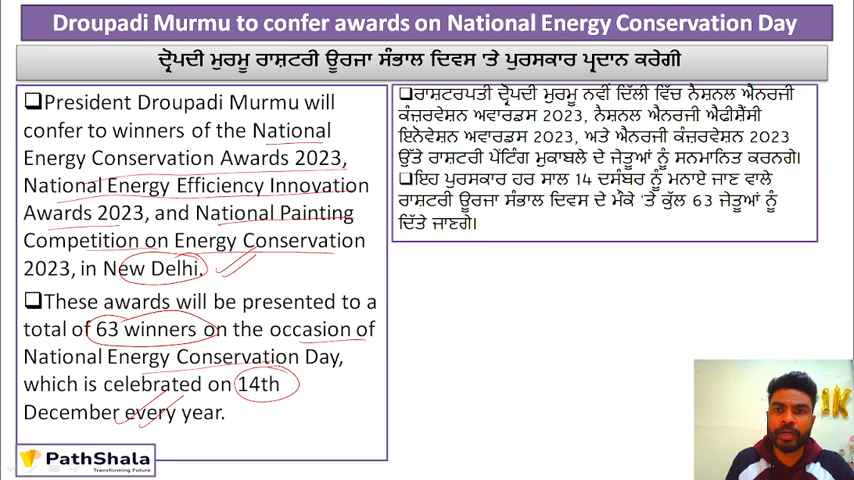 Droupadi Murmu to confer awards on National Energy Conservation Day
ਦ੍ਰੋਪਦੀ ਮੁਰਮੂ ਰਾਸ਼ਟਰੀ ਊਰਜਾ ਸੰਭਾਲ ਦਿਵਸ 'ਤੇ ਪੁਰਸਕਾਰ ਪ੍ਰਦਾਨ ਕਰੇਗੀ
❑President Droupadi Murmu will
confer to winners of the National
Energy Conservation Awards 2023,
National Energy Efficiency Innovation
Awards 2023, and National Painting
Competition on Energy Conservation
2023, in New Delhi.
❑These awards will be presented to a
total of 63 winners on the occasion of
National Energy Conservation Day,
which is celebrated on 14th
December every year.
❑ਰਾਸ਼ਟਰਪਤੀ ਦ੍ਰੋਪਦੀ ਮੁਰਮੂ ਨਵੀਂ ਦਿੱਲੀ ਵਿੱਚ ਨੈਸ਼ਨਲ ਐਨਰਜੀ
ਕੰਜ਼ਰਵੇਸ਼ਨ ਅਵਾਰਡਸ 2023, ਨੈਸ਼ਨਲ ਐਨਰਜੀ ਐਫੀਸ਼ੈਂਸੀ
ਇਨੋਵੇਸ਼ਨ ਅਵਾਰਡਸ 2023, ਅਤੇ ਐਨਰਜੀ ਕੰਜ਼ਰਵੇਸ਼ਨ 2023
ਉੱਤੇ ਰਾਸ਼ਟਰੀ ਪੇਂਟਿੰਗ ਮੁਕਾਬਲੇ ਦੇ ਜੇਤੂਆਂ ਨੂੰ ਸਨਮਾਨਿਤ ਕਰਨਗੇ।
❑ਇਹ ਪੁਰਸਕਾਰ ਹਰ ਸਾਲ 14 ਦਸੰਬਰ ਨੂੰ ਮਨਾਏ ਜਾਣ ਵਾਲੇ
ਰਾਸ਼ਟਰੀ ਊਰਜਾ ਸੰਭਾਲ ਦਿਵਸ ਦੇ ਮੌਕੇ 'ਤੇ ਕੁੱਲ 63 ਜੇਤੂਆਂ ਨੂੰ
ਦਿੱਤੇ ਜਾਣਗੇ।
PathShala
Transforming Future
1K